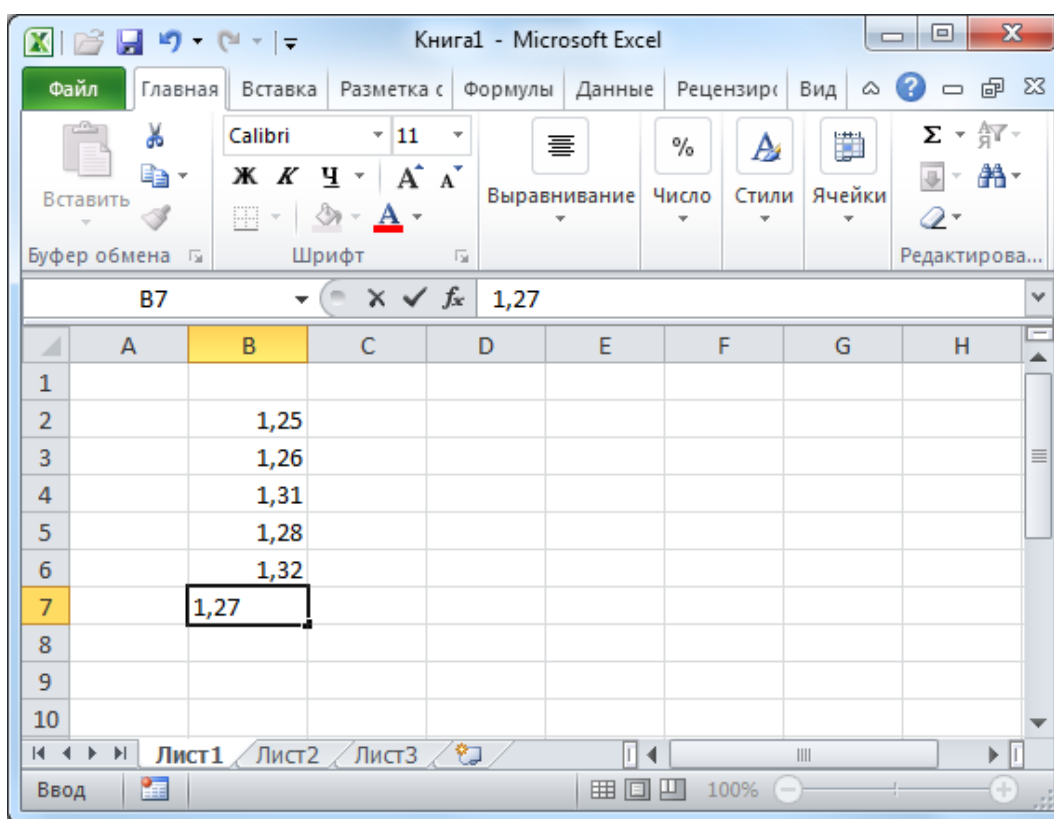 Книга1 - Microsoft Excel
Файл Главная Вставка Разметка с Формулы Данные Рецензирс Вид
Calibri 11
Ж К Ч А А
Вставить
Выравнивание Число Стили Ячейки
%
Σ
Буфер обмена Шрифт Редактирова...
B7 fx 1,27
A B C D E F G H
1
2 1,25
3 1,26
4 1,31
5 1,28
6 1,32
7 1,27
8
9
10
Лист1 Лист2 Лист3
Ввод 100%